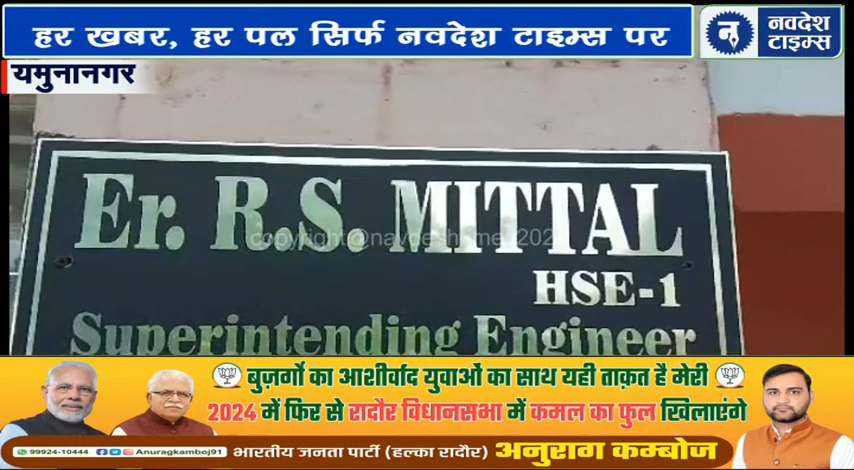 हर खबर, हर पल सिर्फ नवदेश टाइम्स पर
न नवदेश टाइम्स
यमुनानगर
Er. R.S. MITTAL
HSE-1
Superintending Engineer
बुज़र्गो का आशीर्वाद युवाओं का साथ यही ताक़त है मेरी
2024 में फिर से रादौर विधानसभा में कमल का फुल खिलाएंगे
99924-10444 Anuragkamboj91 भारतीय जनता पार्टी (हल्का रादौर) अनुराग कम्बोज